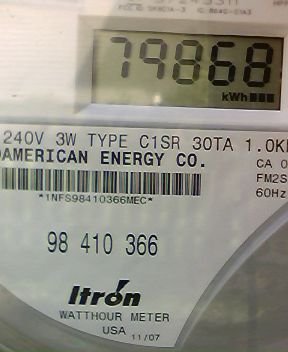 79868
kWh
240V 3W TYPE C1SR 30TA 1.0K
AMERICAN ENERGY CO.
CA 0
FM2S
60Hz
*1NFS98410366MEC*
98 410 366
Itron
WATTHOUR METER
USA 11/07